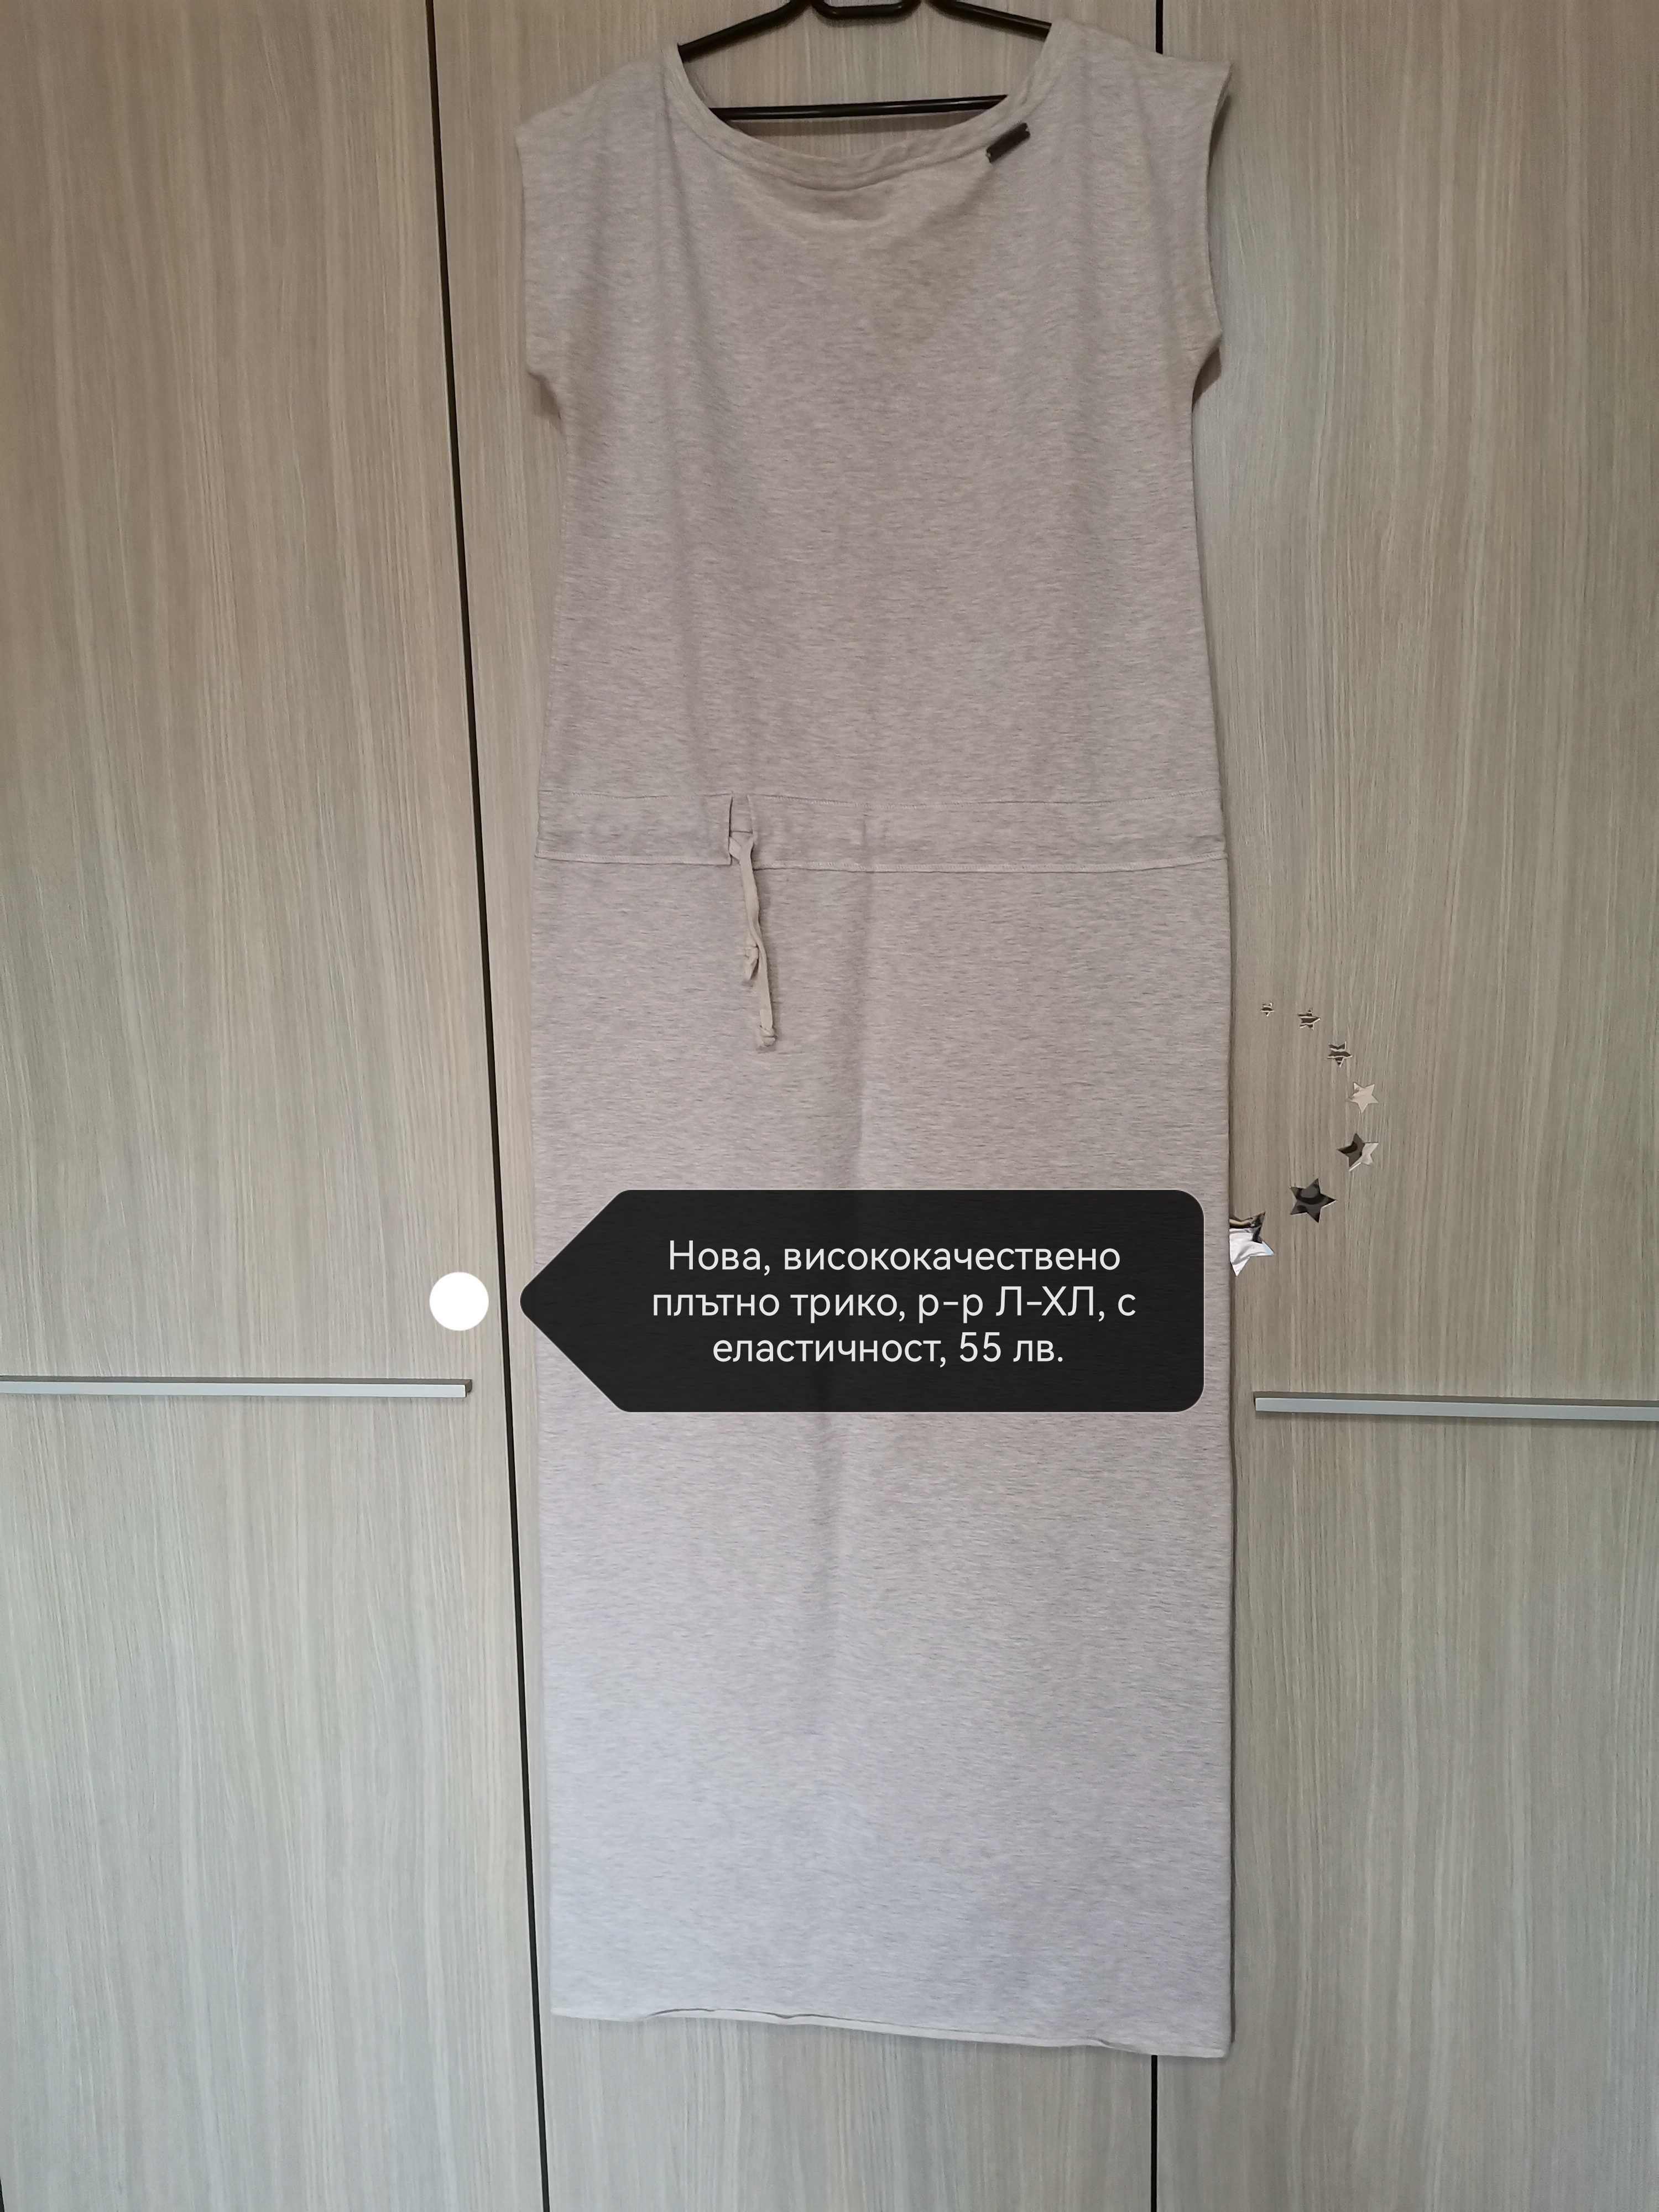 Нова, висококачествено
плътно трико, р-р Л-ХЛ, с
еластичност, 55 лв.